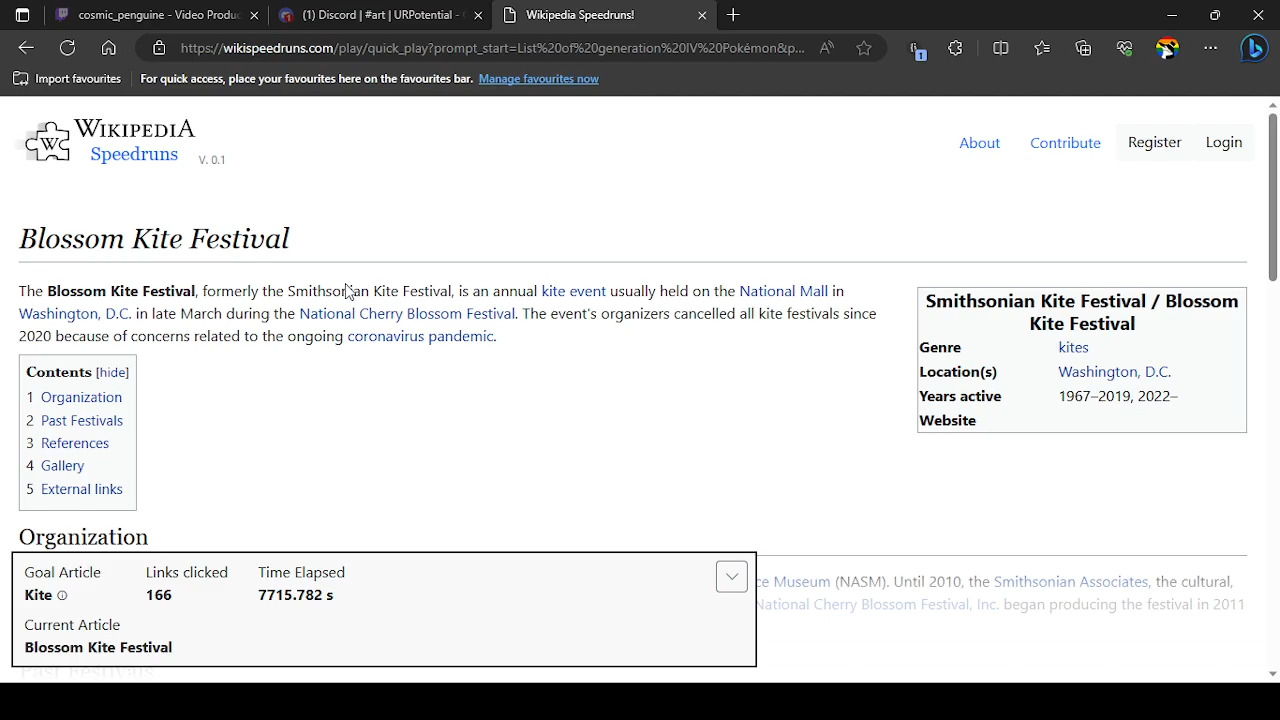 cosmic_penguine - Video Produc
(1) Discord | #art | URPotential -
Wikipedia Speedruns!
https://wikispeedruns.com/play/quick_play?prompt_start=List%20of%20generation%20IV%20Pokémon&p...
1
Import favourites
For quick access, place your favourites here on the favourites bar. Manage favourites now
W
WIKIPEDIA
Speedruns
V. 0.1
About
Contribute
Register
Login
Blossom Kite Festival
The Blossom Kite Festival, formerly the Smithsonian Kite Festival, is an annual kite event usually held on the National Mall in
Washington, D.C. in late March during the National Cherry Blossom Festival. The event's organizers cancelled all kite festivals since
2020 because of concerns related to the ongoing coronavirus pandemic.
Smithsonian Kite Festival / Blossom
Kite Festival
Genre kites
Location(s) Washington, D.C.
Years active 1967–2019, 2022–
Website
Contents [hide]
1 Organization
2 Past Festivals
3 References
4 Gallery
5 External links
Organization
ce Museum (NASM). Until 2010, the Smithsonian Associates, the cultural,
National Cherry Blossom Festival, Inc. began producing the festival in 2011
Goal Article Links clicked Time Elapsed
Kite 166 7715.782 s
Current Article
Blossom Kite Festival
Past Festivals